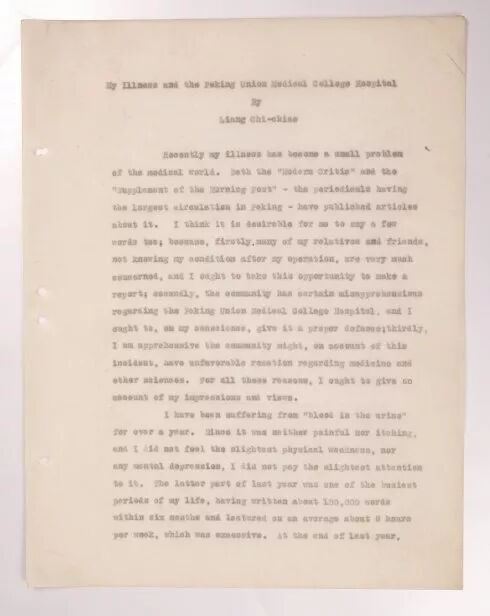 My Illness and the Peking Union Medical College Hospital
By
Liang Chi-chiao
Recently my illness has become a small problem
of the medical world. Both the "Modern Critic" and the
"Supplement of the Morning Post" - the periodicals having
the largest circulation in Peking - have published articles
about it. I think it is desirable for me to say a few
words too; because, firstly,many of my relatives and friends,
not knowing my condition after my operation, are very much
concerned, and I ought to take this opportunity to make a
report; secondly, the community has certain misapprehensions
regarding the Peking Union Medical College Hospital, and I
ought to, on my conscience, give it a proper defense;thirdly,
I am apprehensive the community might, on account of this
incident, have unfavorable reaction regarding medicine and
other sciences. For all these reasons, I ought to give an
account of my impressions and views.
I have been suffering from "blood in the urine"
for over a year. Since it was neither painful nor itching,
and I did not feel the slightest physical weakness, nor
any mental depression, I did not pay the slightest attention
to it. The latter part of last year was one of the busiest
periods of my life, having written about words
within six months and lectured on an average about 8 hours
per week, which was excessive. At the end of last year,